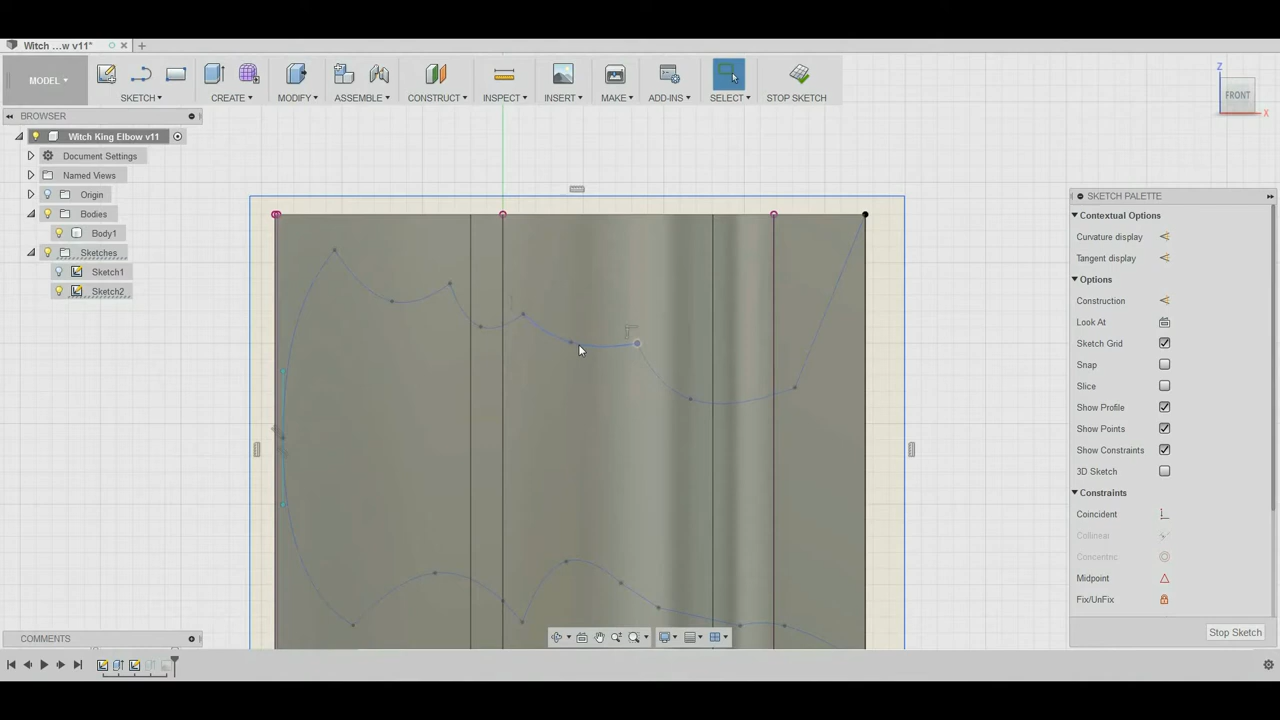 Witch ...w v11*
MODEL
SKETCH
CREATE
MODIFY
ASSEMBLE
CONSTRUCT
INSPECT
INSERT
MAKE
ADD-INS
SELECT
STOP SKETCH
Z
FRONT
X
BROWSER
Witch King Elbow v11
Document Settings
Named Views
Origin
Bodies
Body1
Sketches
Sketch1
Sketch2
SKETCH PALETTE
Contextual Options
Curvature display
Tangent display
Options
Construction
Look At
Sketch Grid
Snap
Slice
Show Profile
Show Points
Show Constraints
3D Sketch
Constraints
Coincident
Collinear
Concentric
Midpoint
Fix/UnFix
Stop Sketch
COMMENTS